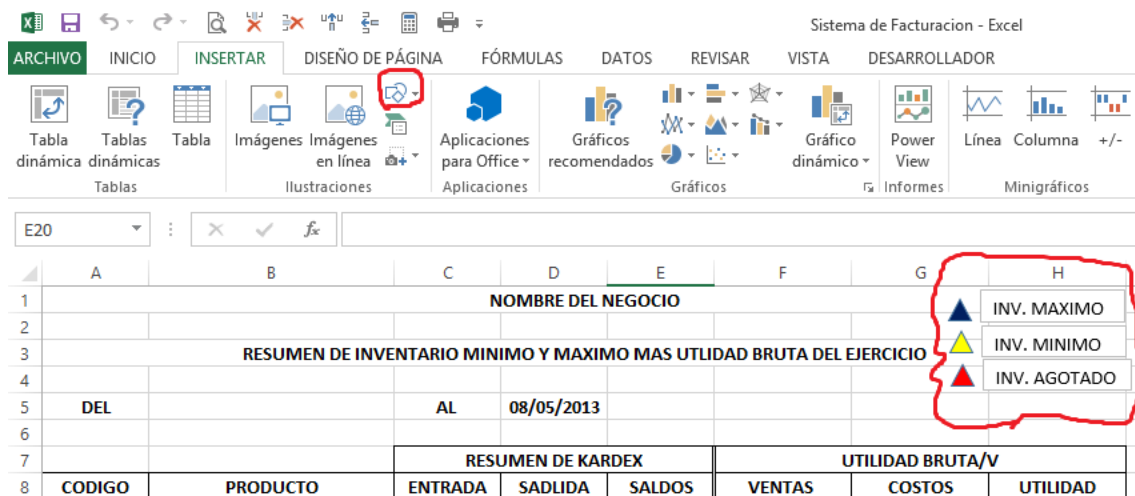 Sistema de Facturacion - Excel
ARCHIVO INICIO INSERTAR DISEÑO DE PÁGINA FÓRMULAS DATOS REVISAR VISTA DESARROLLADOR
Tabla Tablas Tabla Imágenes Imágenes Aplicaciones Gráficos Gráfico Power Línea Columna +/-
dinámica dinámicas en línea para Office recomendados dinámico View
Tablas Ilustraciones Aplicaciones Gráficos Informes Minigráficos
E20 fx
A B C D E F G H
1 NOMBRE DEL NEGOCIO INV. MAXIMO
2
3 RESUMEN DE INVENTARIO MINIMO Y MAXIMO MAS UTLIDAD BRUTA DEL EJERCICIO INV. MINIMO
4 INV. AGOTADO
5 DEL AL 08/05/2013
6
7 RESUMEN DE KARDEX UTILIDAD BRUTA/V
8 CODIGO PRODUCTO ENTRADA SADLIDA SALDOS VENTAS COSTOS UTILIDAD